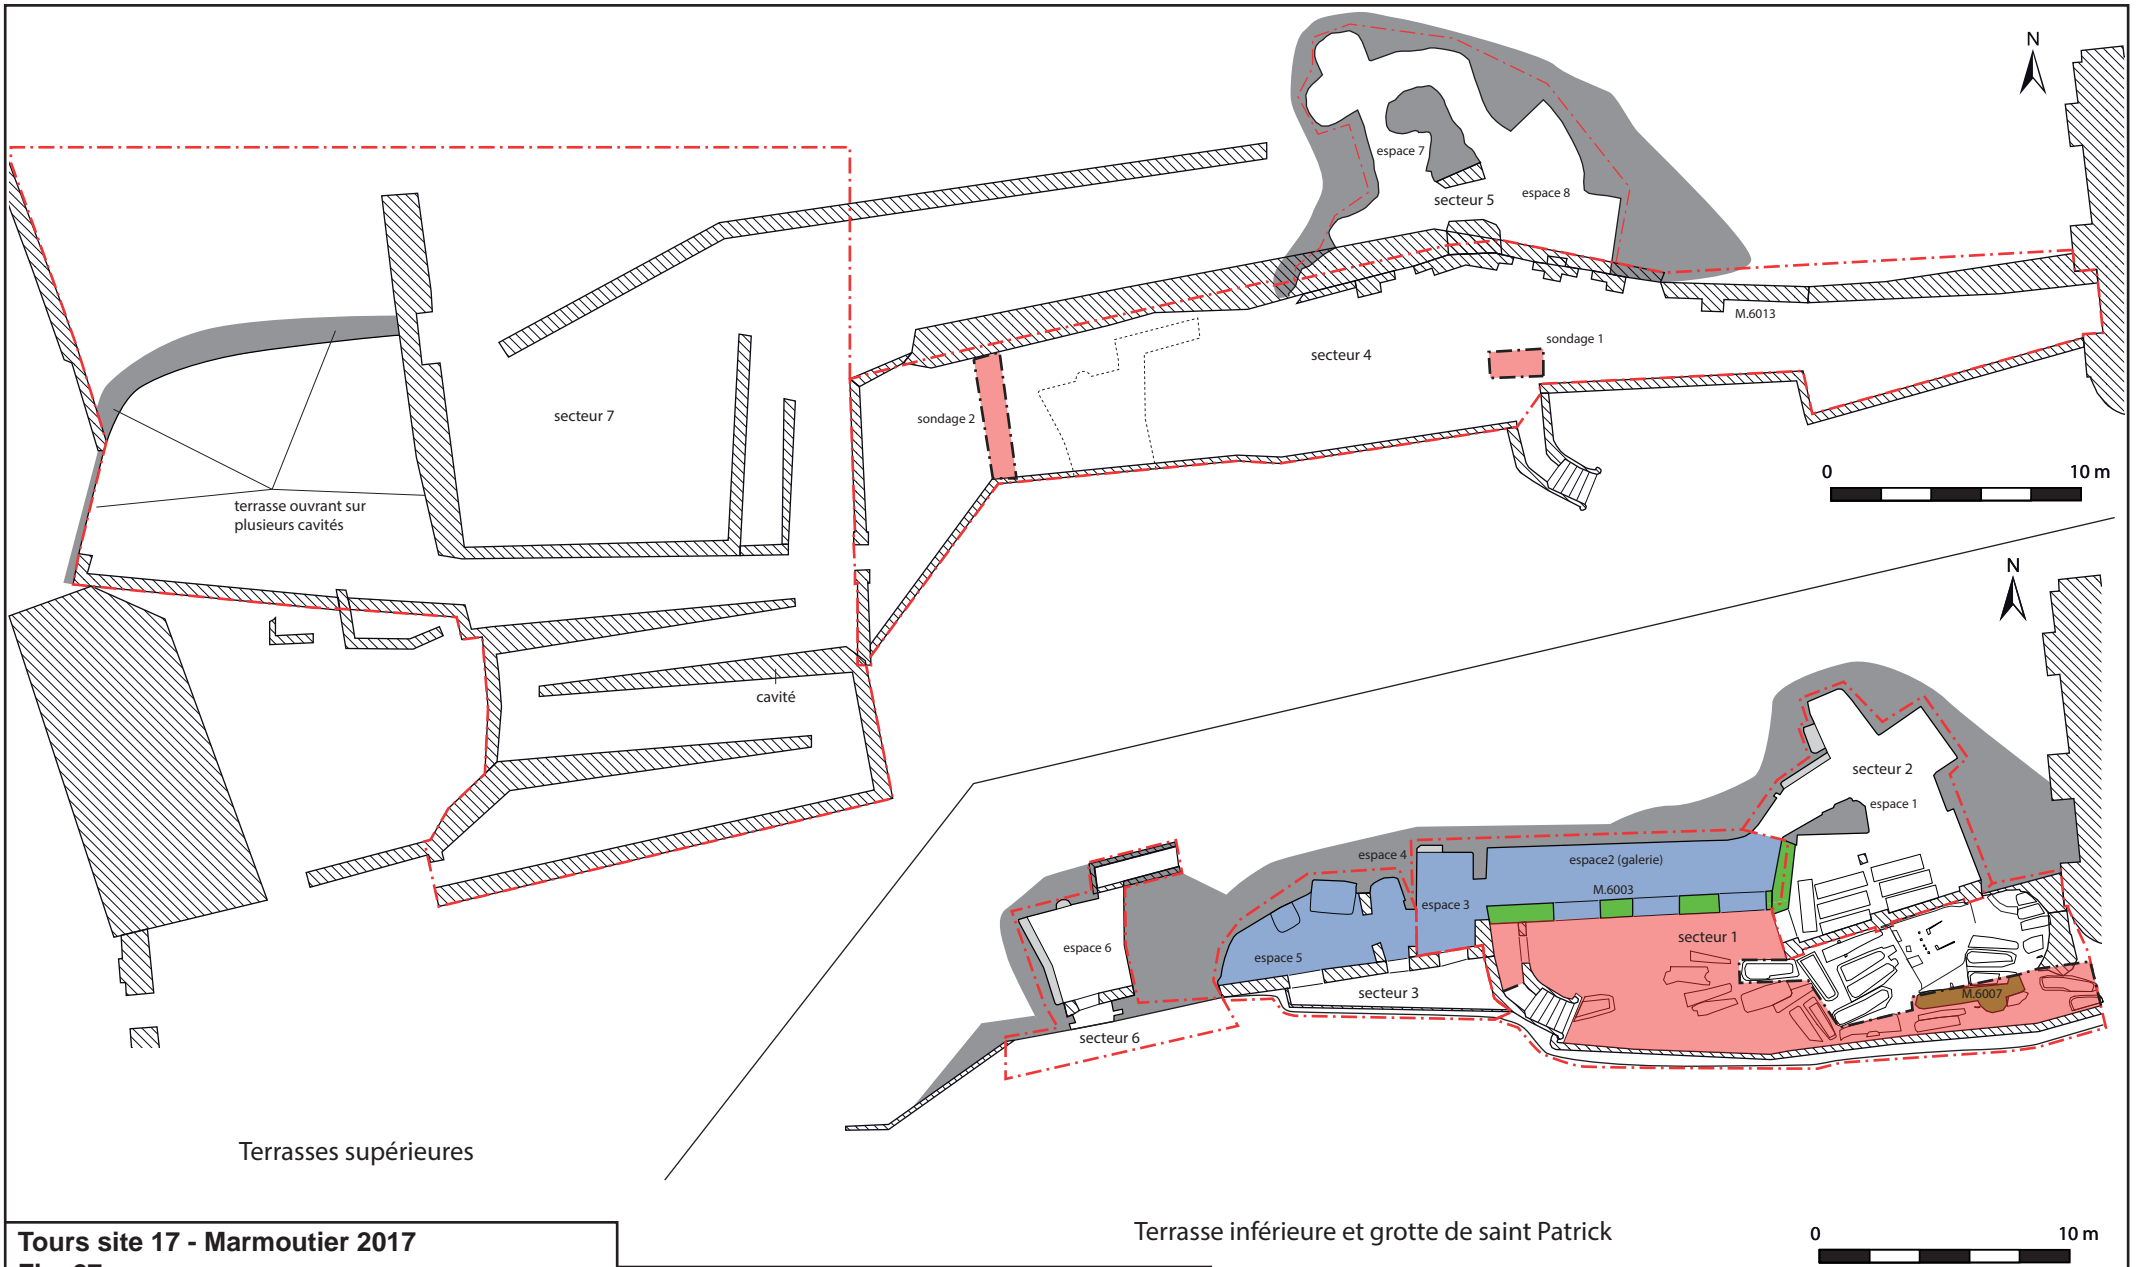 N
espace 7
espace 8
secteur 5
M.6013
sondage 1
secteur 4
secteur 7
sondage 2
0 10 m
terrasse ouvrant sur
plusieurs cavités
N
cavité
secteur 2
espace 1
espace 4
espace2 (galerie)
M.6003
espace 3
secteur 1
espace 6
espace 5
secteur 3
M.6007
secteur 6
Terrasses supérieures
Terrasse inférieure et grotte de saint Patrick
0 10 m
Tours site 17 - Marmoutier 2017